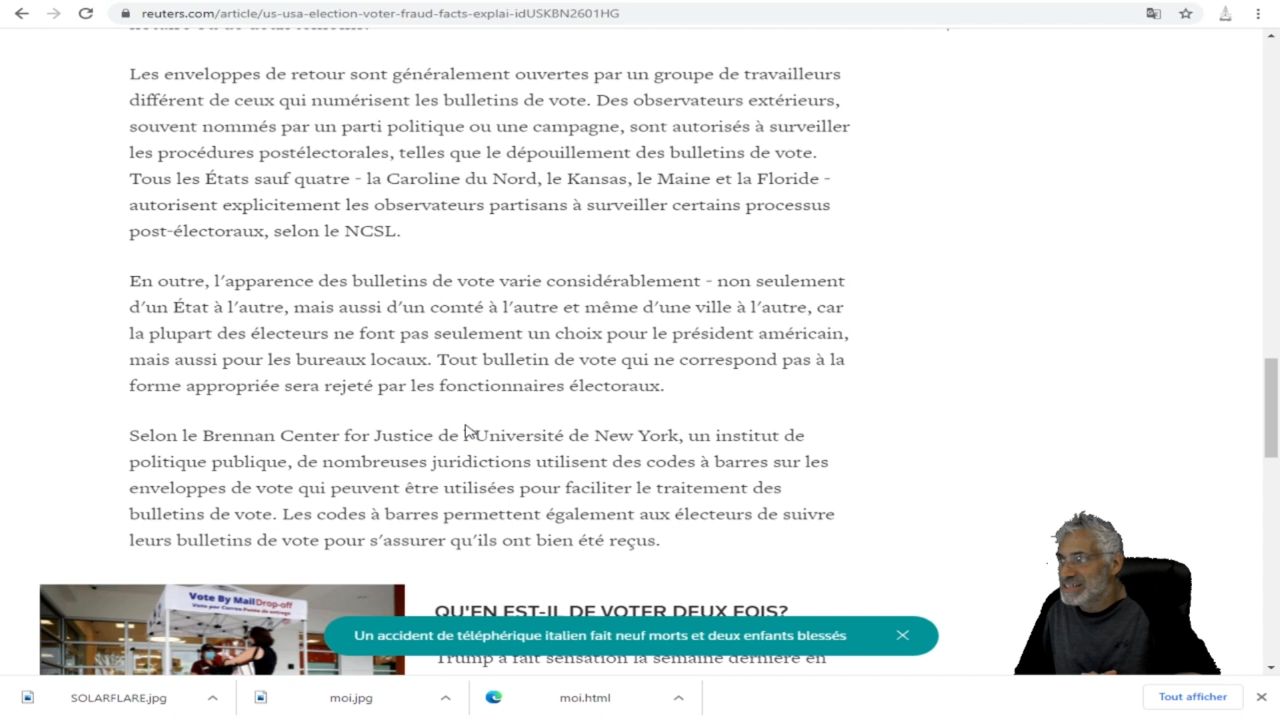 reuters.com/article/us-usa-election-voter-fraud-facts-explai-idUSKBN2601HG
Les enveloppes de retour sont généralement ouvertes par un groupe de travailleurs
différent de ceux qui numérisent les bulletins de vote. Des observateurs extérieurs,
souvent nommés par un parti politique ou une campagne, sont autorisés à surveiller
les procédures postélectorales, telles que le dépouillement des bulletins de vote.
Tous les États sauf quatre - la Caroline du Nord, le Kansas, le Maine et la Floride -
autorisent explicitement les observateurs partisans à surveiller certains processus
post-électoraux, selon le NCSL.
En outre, l'apparence des bulletins de vote varie considérablement - non seulement
d'un État à l'autre, mais aussi d'un comté à l'autre et même d'une ville à l'autre, car
la plupart des électeurs ne font pas seulement un choix pour le président américain,
mais aussi pour les bureaux locaux. Tout bulletin de vote qui ne correspond pas à la
forme appropriée sera rejeté par les fonctionnaires électoraux.
Selon le Brennan Center for Justice de l'Université de New York, un institut de
politique publique, de nombreuses juridictions utilisent des codes à barres sur les
enveloppes de vote qui peuvent être utilisées pour faciliter le traitement des
bulletins de vote. Les codes à barres permettent également aux électeurs de suivre
leurs bulletins de vote pour s'assurer qu'ils ont bien été reçus.
Vote By Mail Drop-off
Vote por Correo Puesto de entrega
QU'EN EST-IL DE VOTER DEUX FOIS?
Un accident de téléphérique italien fait neuf morts et deux enfants blessés
Trump a fait sensation la semaine dernière en
SOLARFLARE.jpg
moi.jpg
moi.html
Tout afficher